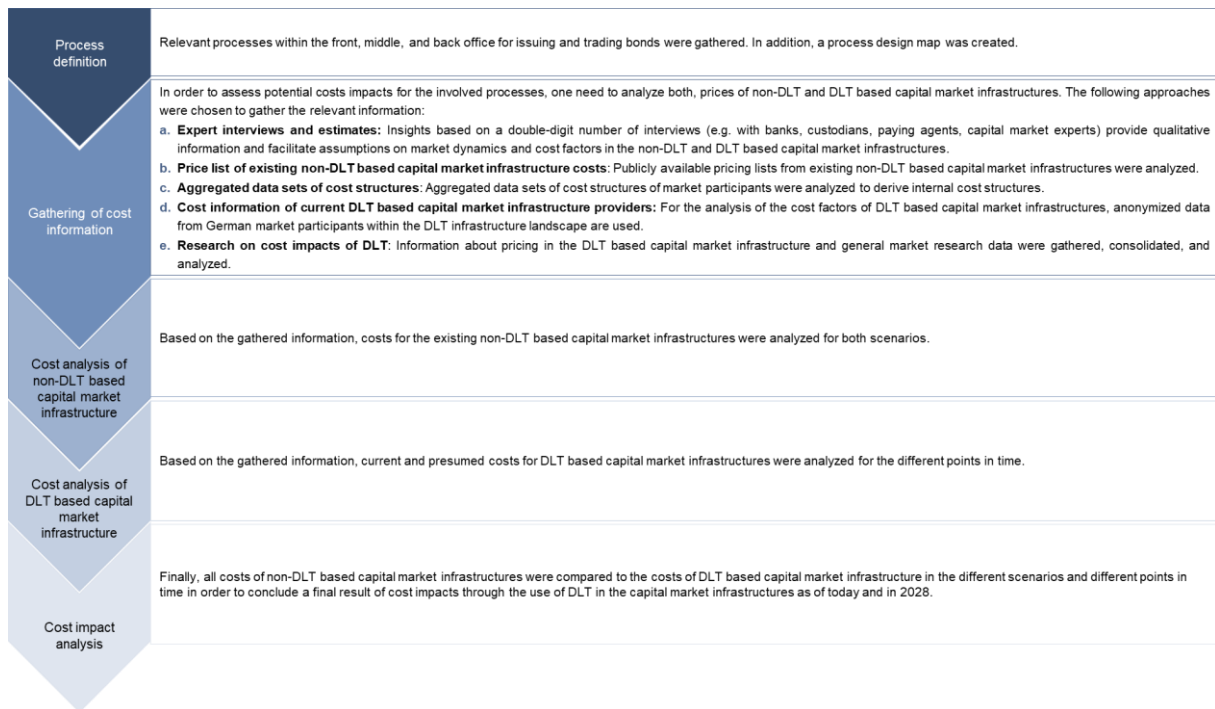 Process
definition
Relevant processes within the front, middle, and back office for issuing and trading bonds were gathered. In addition, a process design map was created.
Gathering of cost
information
In order to assess potential costs impacts for the involved processes, one need to analyze both, prices of non-DLT and DLT based capital market infrastructures. The following approaches
were chosen to gather the relevant information:
a. Expert interviews and estimates: Insights based on a double-digit number of interviews (e.g. with banks, custodians, paying agents, capital market experts) provide qualitative
information and facilitate assumptions on market dynamics and cost factors in the non-DLT and DLT based capital market infrastructures.
b. Price list of existing non-DLT based capital market infrastructure costs: Publicly available pricing lists from existing non-DLT based capital market infrastructures were analyzed.
c. Aggregated data sets of cost structures: Aggregated data sets of cost structures of market participants were analyzed to derive internal cost structures.
d. Cost information of current DLT based capital market infrastructure providers: For the analysis of the cost factors of DLT based capital market infrastructures, anonymized data
from German market participants within the DLT infrastructure landscape are used.
e. Research on cost impacts of DLT: Information about pricing in the DLT based capital market infrastructure and general market research data were gathered, consolidated, and
analyzed.
Cost analysis of
non-DLT based
capital market
infrastructure
Based on the gathered information, costs for the existing non-DLT based capital market infrastructures were analyzed for both scenarios.
Cost analysis of
DLT based capital
market
infrastructure
Based on the gathered information, current and presumed costs for DLT based capital market infrastructures were analyzed for the different points in time.
Cost impact
analysis
Finally, all costs of non-DLT based capital market infrastructures were compared to the costs of DLT based capital market infrastructure in the different scenarios and different points in
time in order to conclude a final result of cost impacts through the use of DLT in the capital market infrastructures as of today and in 2028.